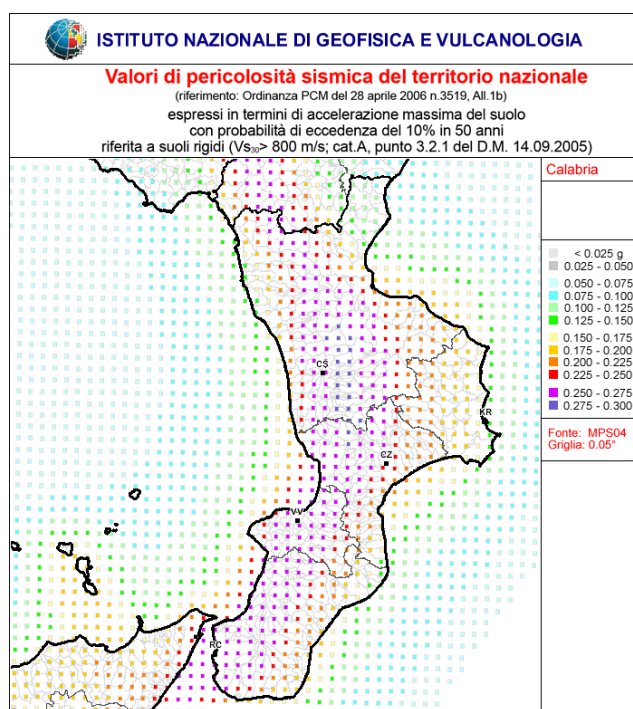 ISTITUTO NAZIONALE DI GEOFISICA E VULCANOLOGIA
Valori di pericolosità sismica del territorio nazionale
(riferimento: Ordinanza PCM del 28 aprile 2006 n.3519, All.1b)
espressi in termini di accelerazione massima del suolo
con probabilità di eccedenza del 10% in 50 anni
riferita a suoli rigidi (Vs₃₀> 800 m/s; cat.A, punto 3.2.1 del D.M. 14.09.2005)
Calabria
< 0.025 g
0.025 - 0.050
0.050 - 0.075
0.075 - 0.100
0.100 - 0.125
0.125 - 0.150
0.150 - 0.175
0.175 - 0.200
0.200 - 0.225
0.225 - 0.250
0.250 - 0.275
0.275 - 0.300
Fonte: MPS04
Griglia: 0.05°
CS
KR
CZ
VV
RC